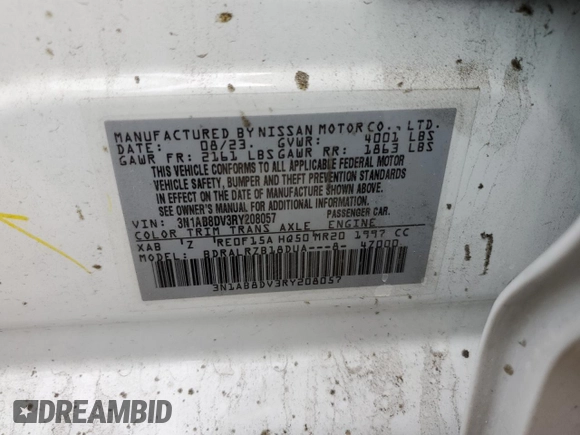 MANUFACTURED BY NISSAN MOTOR CO., LTD.
DATE: 08/23. GVWR: 4001 LBS
GAWR FR: 2161 LBS GAWR RR: 1863 LBS
THIS VEHICLE CONFORMS TO ALL APPLICABLE FEDERAL MOTOR
VEHICLE SAFETY, BUMPER AND THEFT PREVENTION STANDARDS
IN EFFECT ON THE DATE OF MANUFACTURE SHOWN ABOVE.
SEE OWNER'S MANUAL FOR ADDITIONAL INFORMATION.
VIN: 3N1AB8DV3RY208057 PASSENGER CAR.
COLOR TRIM TRANS AXLE ENGINE
XAB Z RE0F15A HQ50 MR20 1997 CC
MODEL: BDRALRZB18DUA---A- 4Z000
3N1AB8DV3RY208057
DREAMBID